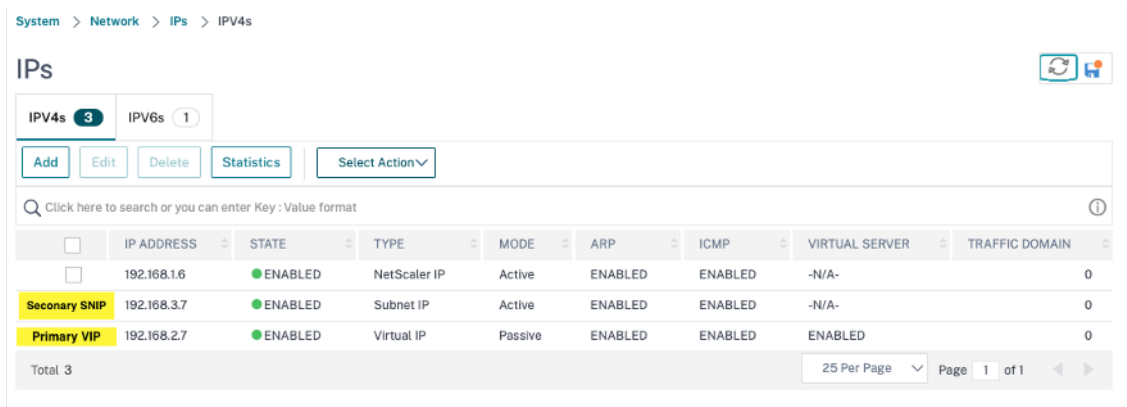 System > Network > IPs > IPV4s
IPs
IPV4s 3 IPV6s 1
Add Edit Delete Statistics Select Action
Click here to search or you can enter Key : Value format
IP ADDRESS STATE TYPE MODE ARP ICMP VIRTUAL SERVER TRAFFIC DOMAIN
192.168.1.6 ENABLED NetScaler IP Active ENABLED ENABLED -N/A- 0
Seconary SNIP 192.168.3.7 ENABLED Subnet IP Active ENABLED ENABLED -N/A- 0
Primary VIP 192.168.2.7 ENABLED Virtual IP Passive ENABLED ENABLED ENABLED 0
Total 3 25 Per Page Page 1 of 1